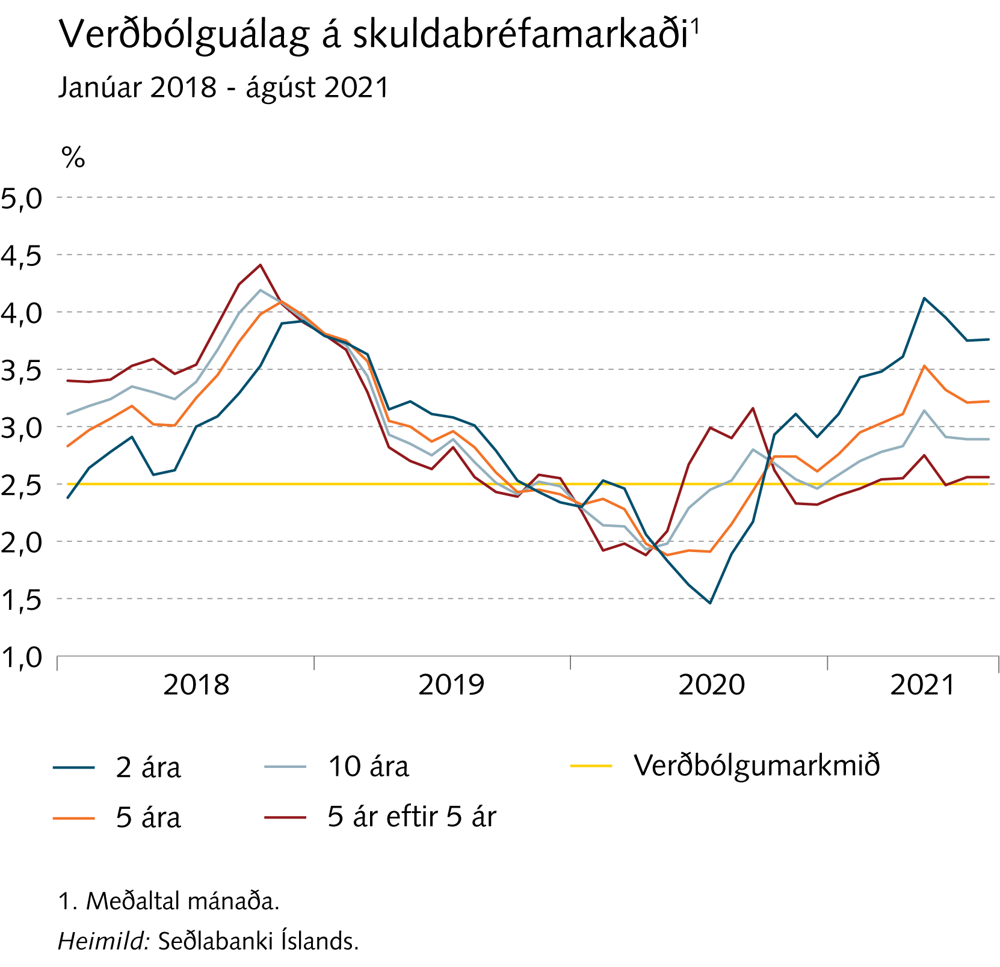 Verðbólguálag á skuldabréfamarkaði¹
Janúar 2018 - ágúst 2021
%
5,0
4,5
4,0
3,5
3,0
2,5
2,0
1,5
1,0
2018 2019 2020 2021
2 ára 10 ára Verðbólgumarkmið
5 ára 5 ár eftir 5 ár
1. Meðaltal mánaða.
Heimild: Seðlabanki Íslands.